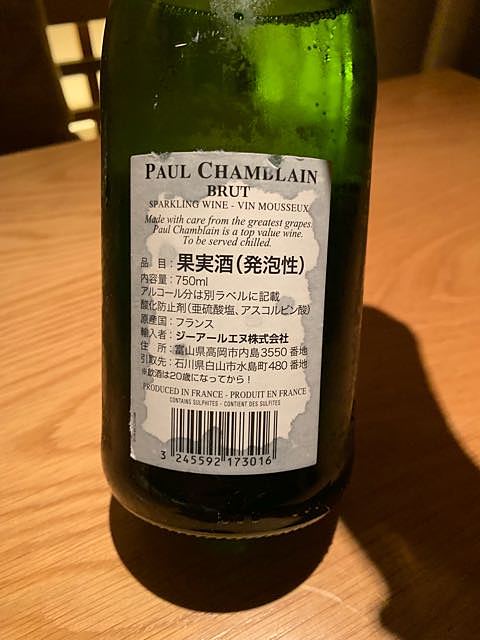 PAUL CHAMBLAIN
BRUT
SPARKLING WINE - VIN MOUSSEUX
Made with care from the greatest grapes
Paul Chamblain is a top value wine.
To be served chilled.
品 目：果実酒（発泡性）
内容量：750ml
アルコール分は別ラベルに記載
酸化防止剤（亜硫酸塩、アスコルビン酸）
原産国：フランス
輸入者：ジーアールエヌ株式会社
住 所：富山県高岡市内島3550番地
引取先：石川県白山市水島町480番地
※飲酒は20歳になってから！
PRODUCED IN FRANCE - PRODUIT EN FRANCE
CONTAINS SULPHITES - CONTIENT DES SULFITES
3 245592 173016